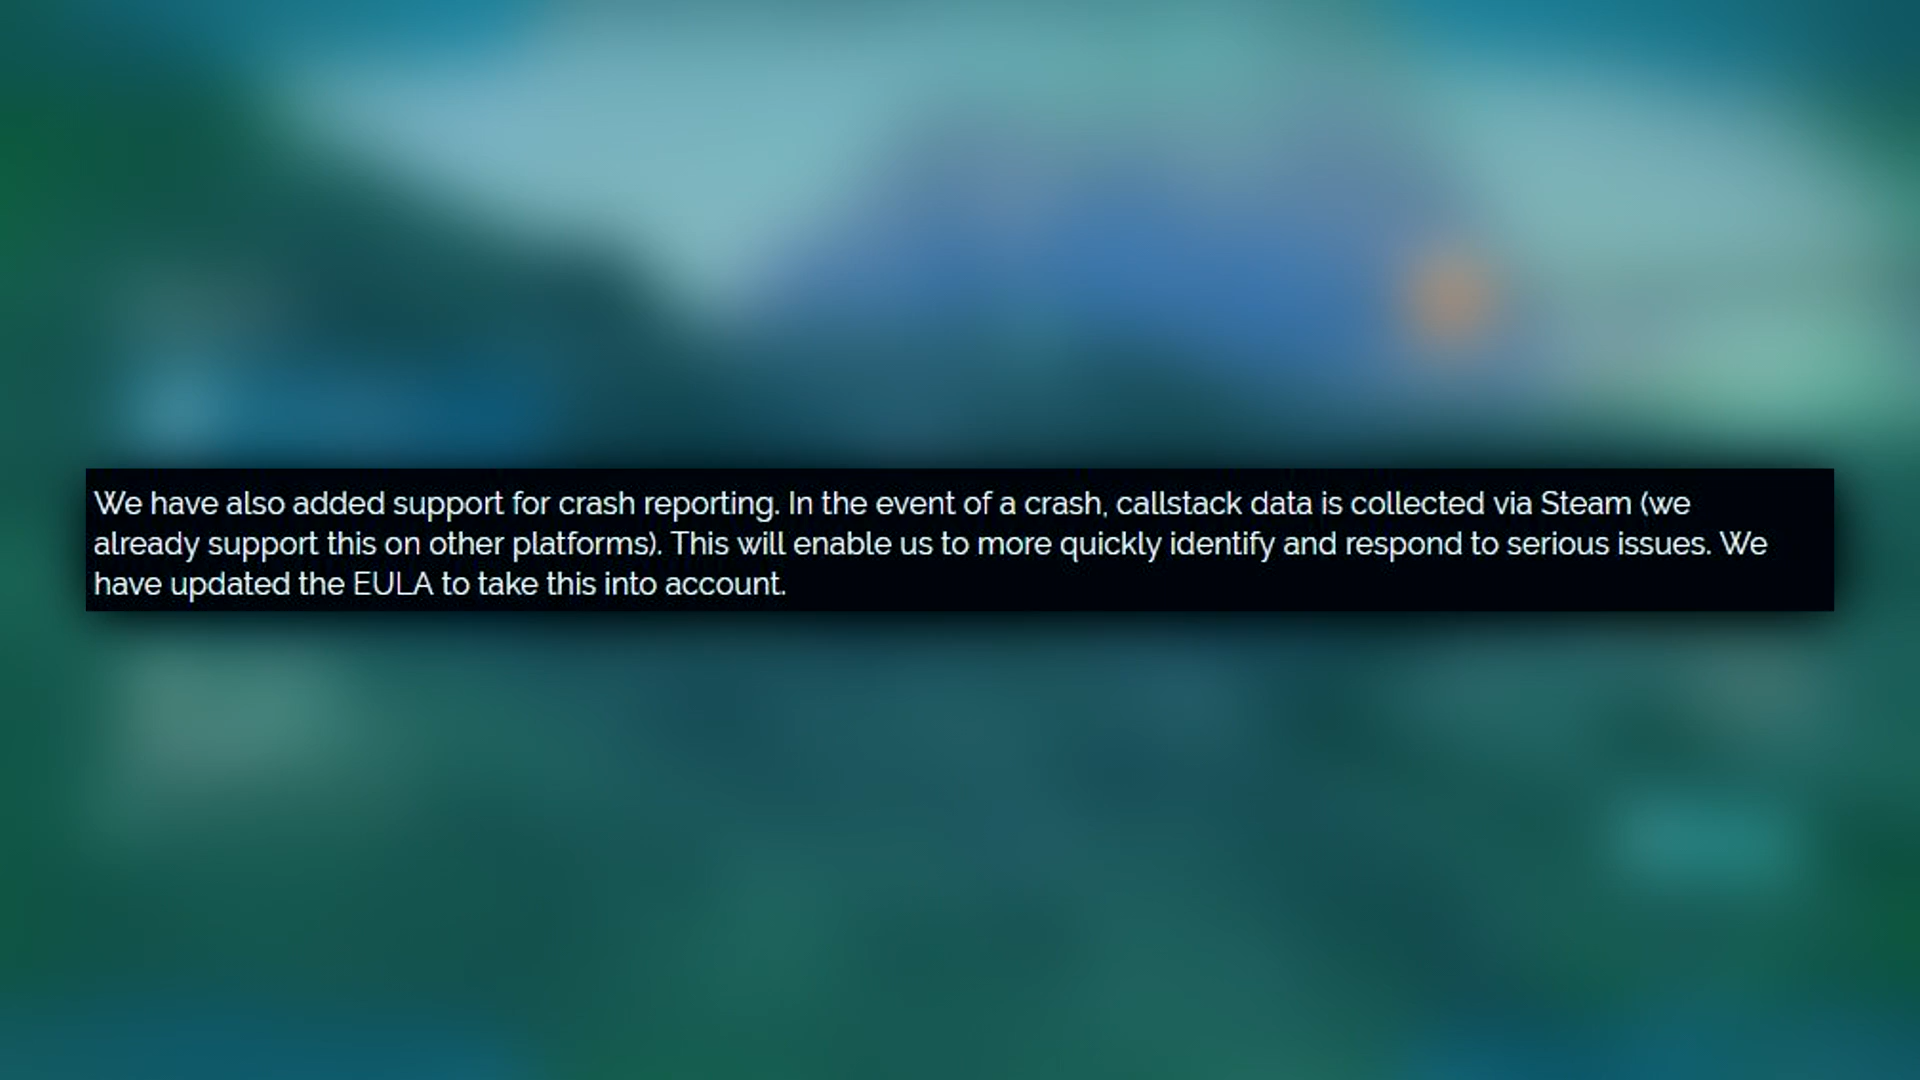 We have also added support for crash reporting. In the event of a crash, callstack data is collected via Steam (we
already support this on other platforms). This will enable us to more quickly identify and respond to serious issues. We
have updated the EULA to take this into account.